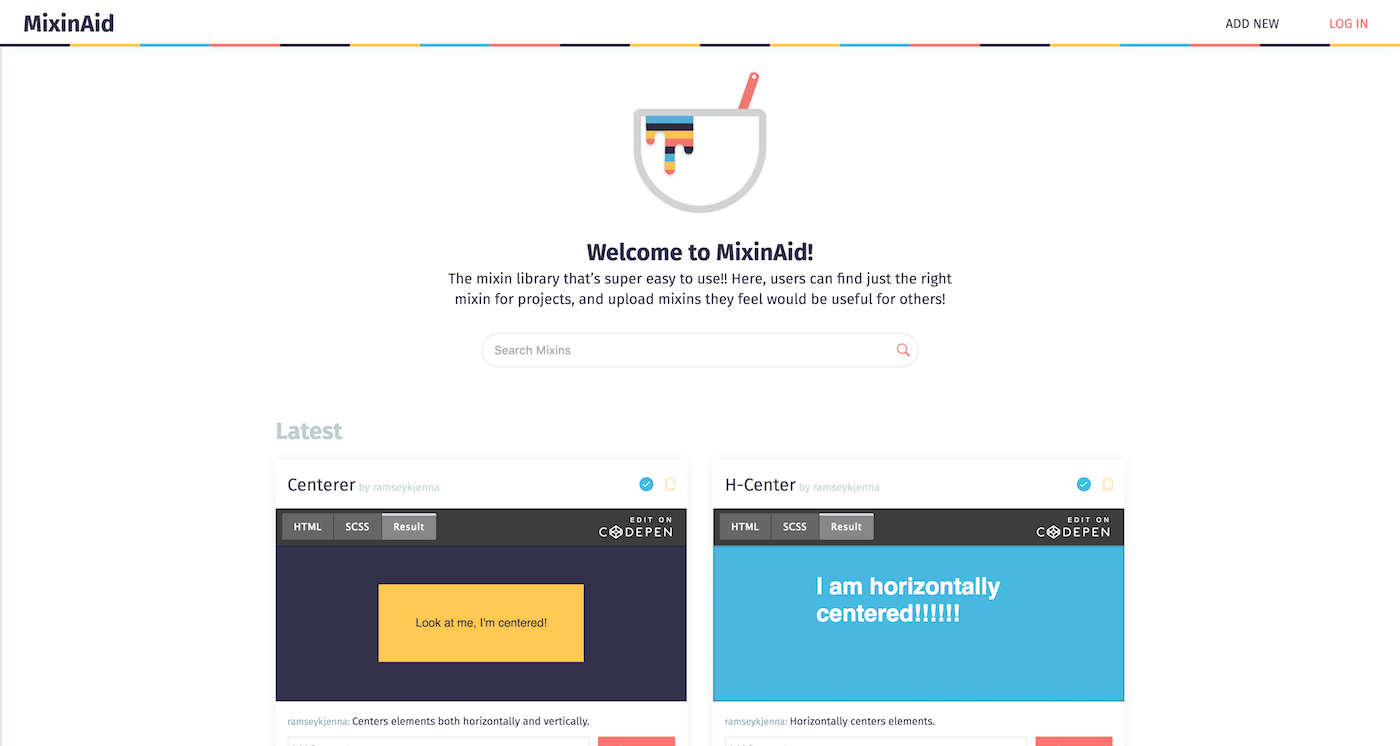 MixinAid
ADD NEW
LOG IN
Welcome to MixinAid!
The mixin library that’s super easy to use!! Here, users can find just the right
mixin for projects, and upload mixins they feel would be useful for others!
Search Mixins
Latest
Centerer by ramseykjenna
HTML
SCSS
Result
EDIT ON
CODEPEN
Look at me, I'm centered!
ramseykjenna: Centers elements both horizontally and vertically.
H-Center by ramseykjenna
HTML
SCSS
Result
EDIT ON
CODEPEN
I am horizontally
centered!!!!!!
ramseykjenna: Horizontally centers elements.